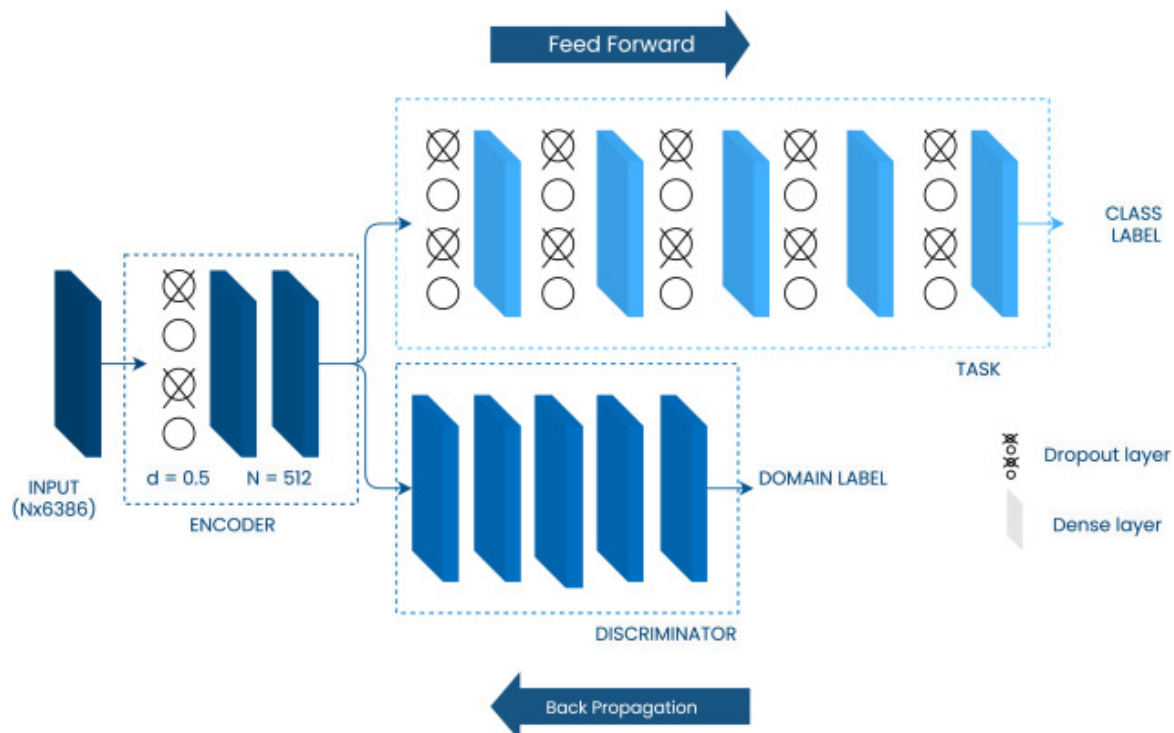 Feed Forward
CLASS
LABEL
TASK
INPUT
(Nx6386)
d = 0.5
N = 512
ENCODER
DOMAIN LABEL
DISCRIMINATOR
Dropout layer
Dense layer
Back Propagation